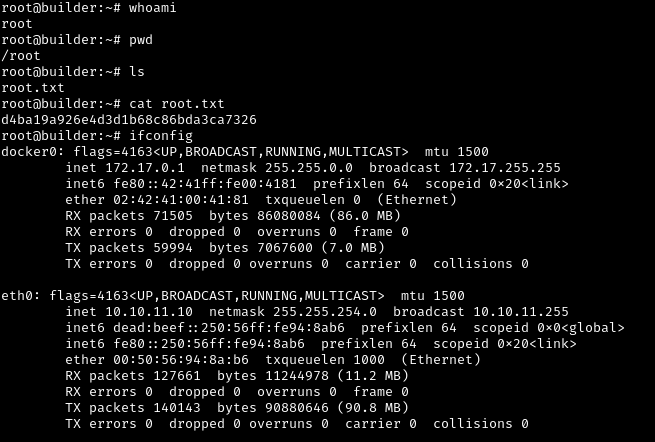 root@builder:~# whoami
root
root@builder:~# pwd
/root
root@builder:~# ls
root.txt
root@builder:~# cat root.txt
d4ba19a926e4d3d1b68c86bda3ca7326
root@builder:~# ifconfig
docker0: flags=4163<UP,BROADCAST,RUNNING,MULTICAST>  mtu 1500
        inet 172.17.0.1  netmask 255.255.0.0  broadcast 172.17.255.255
        inet6 fe80::42:41ff:fe00:4181  prefixlen 64  scopeid 0×20<link>
        ether 02:42:41:00:41:81  txqueuelen 0  (Ethernet)
        RX packets 71505  bytes 86080084 (86.0 MB)
        RX errors 0  dropped 0  overruns 0  frame 0
        TX packets 59994  bytes 7067600 (7.0 MB)
        TX errors 0  dropped 0 overruns 0  carrier 0  collisions 0

eth0: flags=4163<UP,BROADCAST,RUNNING,MULTICAST>  mtu 1500
        inet 10.10.11.10  netmask 255.255.254.0  broadcast 10.10.11.255
        inet6 dead:beef::250:56ff:fe94:8ab6  prefixlen 64  scopeid 0×0<global>
        inet6 fe80::250:56ff:fe94:8ab6  prefixlen 64  scopeid 0×20<link>
        ether 00:50:56:94:8a:b6  txqueuelen 1000  (Ethernet)
        RX packets 127661  bytes 11244978 (11.2 MB)
        RX errors 0  dropped 0  overruns 0  frame 0
        TX packets 140143  bytes 90880646 (90.8 MB)
        TX errors 0  dropped 0 overruns 0  carrier 0  collisions 0